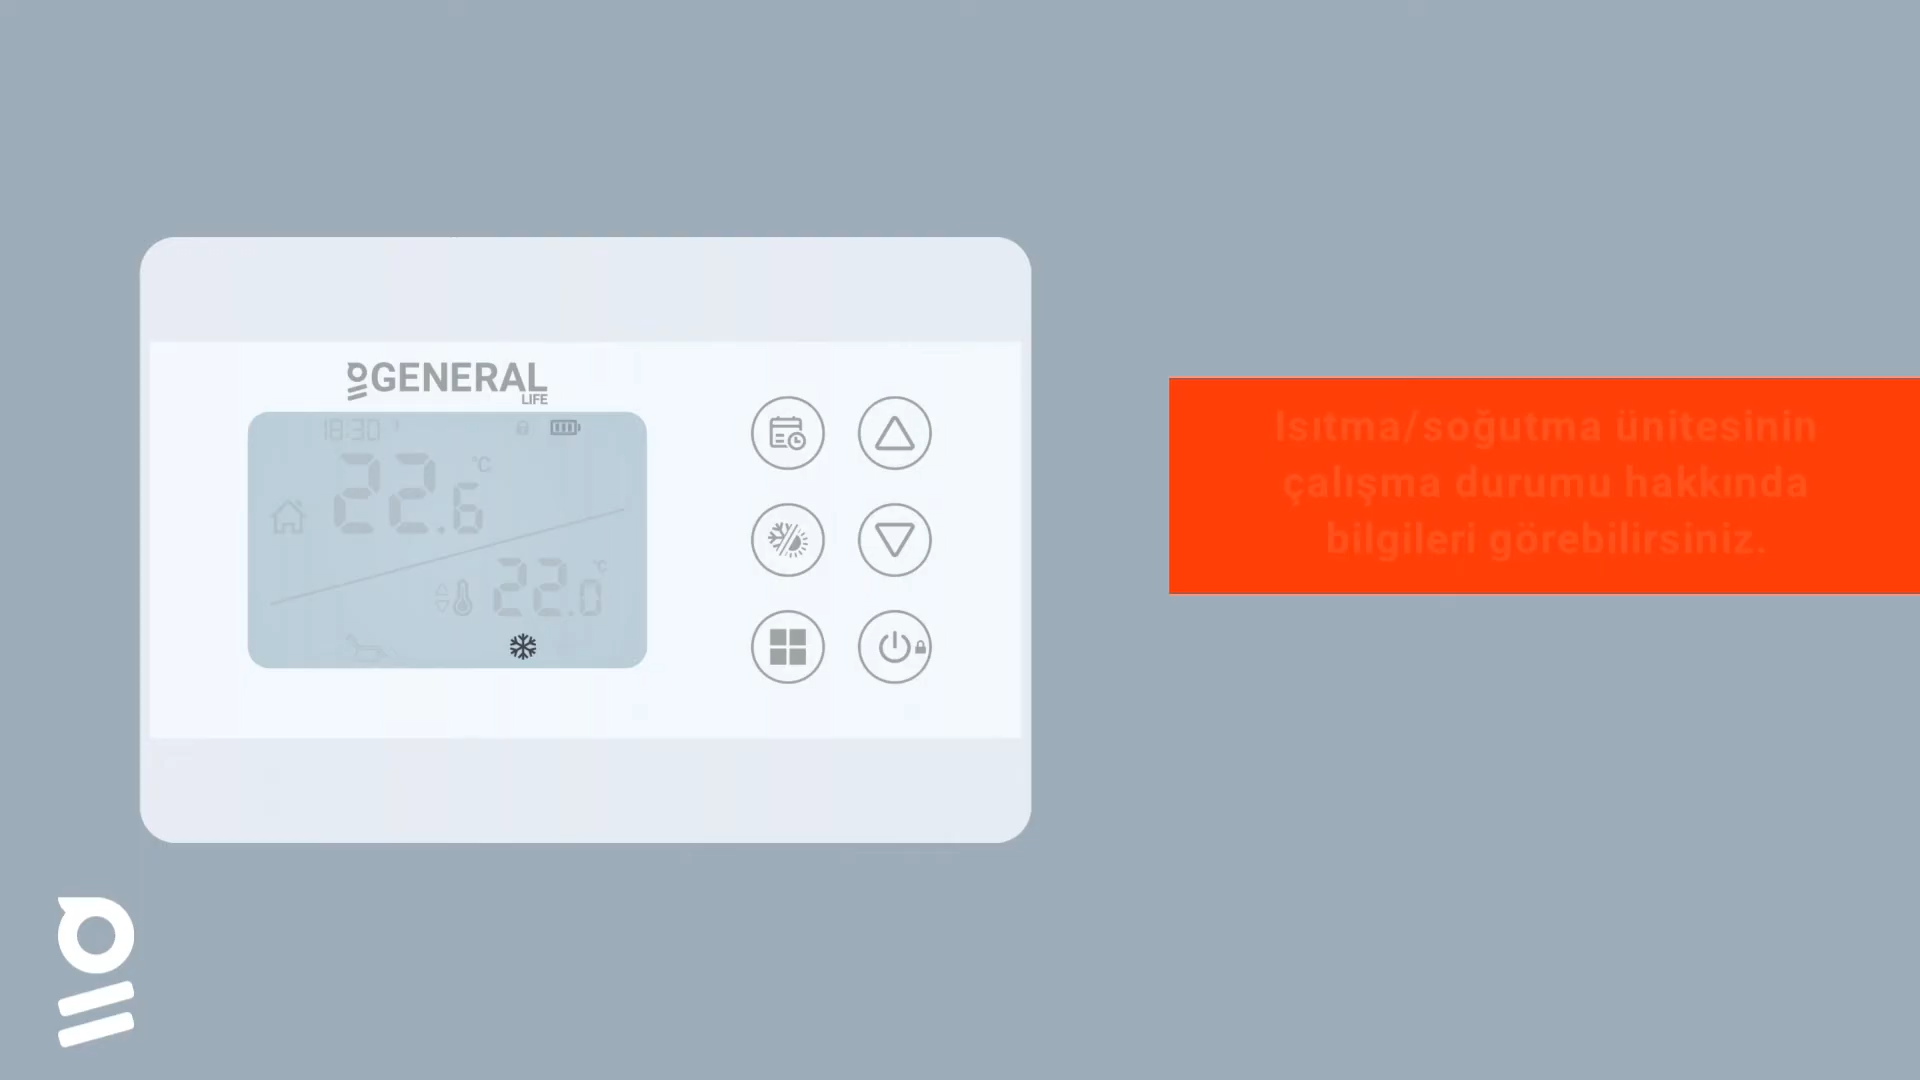 GENERAL
LIFE
18:30
22.6 °C
22.0 °C
Isıtma/soğutma ünitesinin
çalışma durumu hakkında
bilgileri görebilirsiniz.